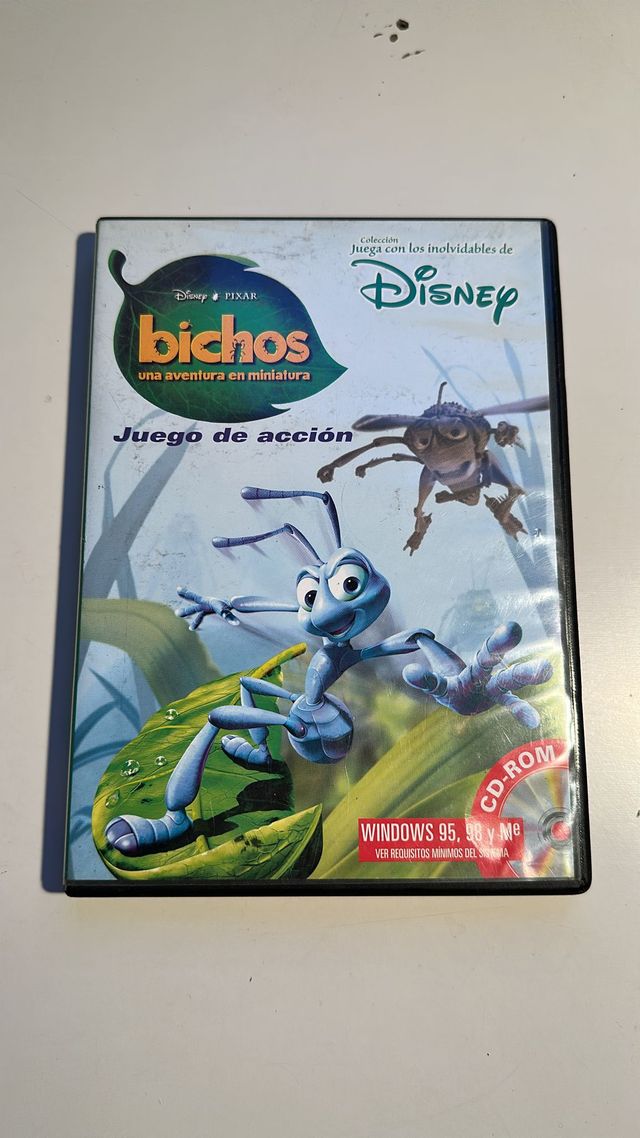 Colección
Juega con los inolvidables de
Disney
Disney PIXAR
bichos
una aventura en miniatura
Juego de acción
CD-ROM
WINDOWS 95, 98 y Me
VER REQUISITOS MÍNIMOS DEL SISTEMA